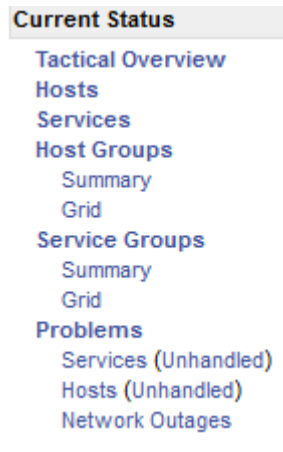 Current Status
Tactical Overview
Hosts
Services
Host Groups
Summary
Grid
Service Groups
Summary
Grid
Problems
Services (Unhandled)
Hosts (Unhandled)
Network Outages